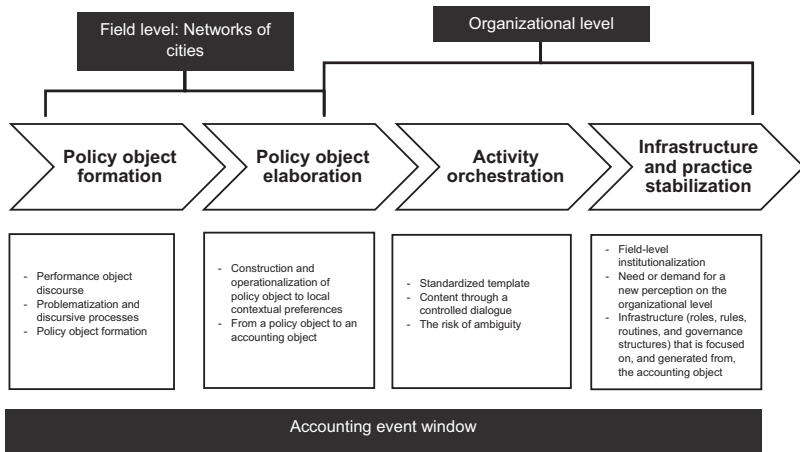 Field level: Networks of
cities
Organizational level
Policy object
formation
Policy object
elaboration
Activity
orchestration
Infrastructure
and practice
stabilization
- Performance object
discourse
- Problematization and
discursive processes
- Policy object formation
- Construction and
operationalization of
policy object to local
contextual preferences
- From a policy object to an
accounting object
- Standardized template
- Content through a
controlled dialogue
- The risk of ambiguity
- Field-level
institutionalization
- Need or demand for a
new perception on the
organizational level
- Infrastructure (roles, rules,
routines, and governance
structures) that is focused
on, and generated from,
the accounting object
Accounting event window